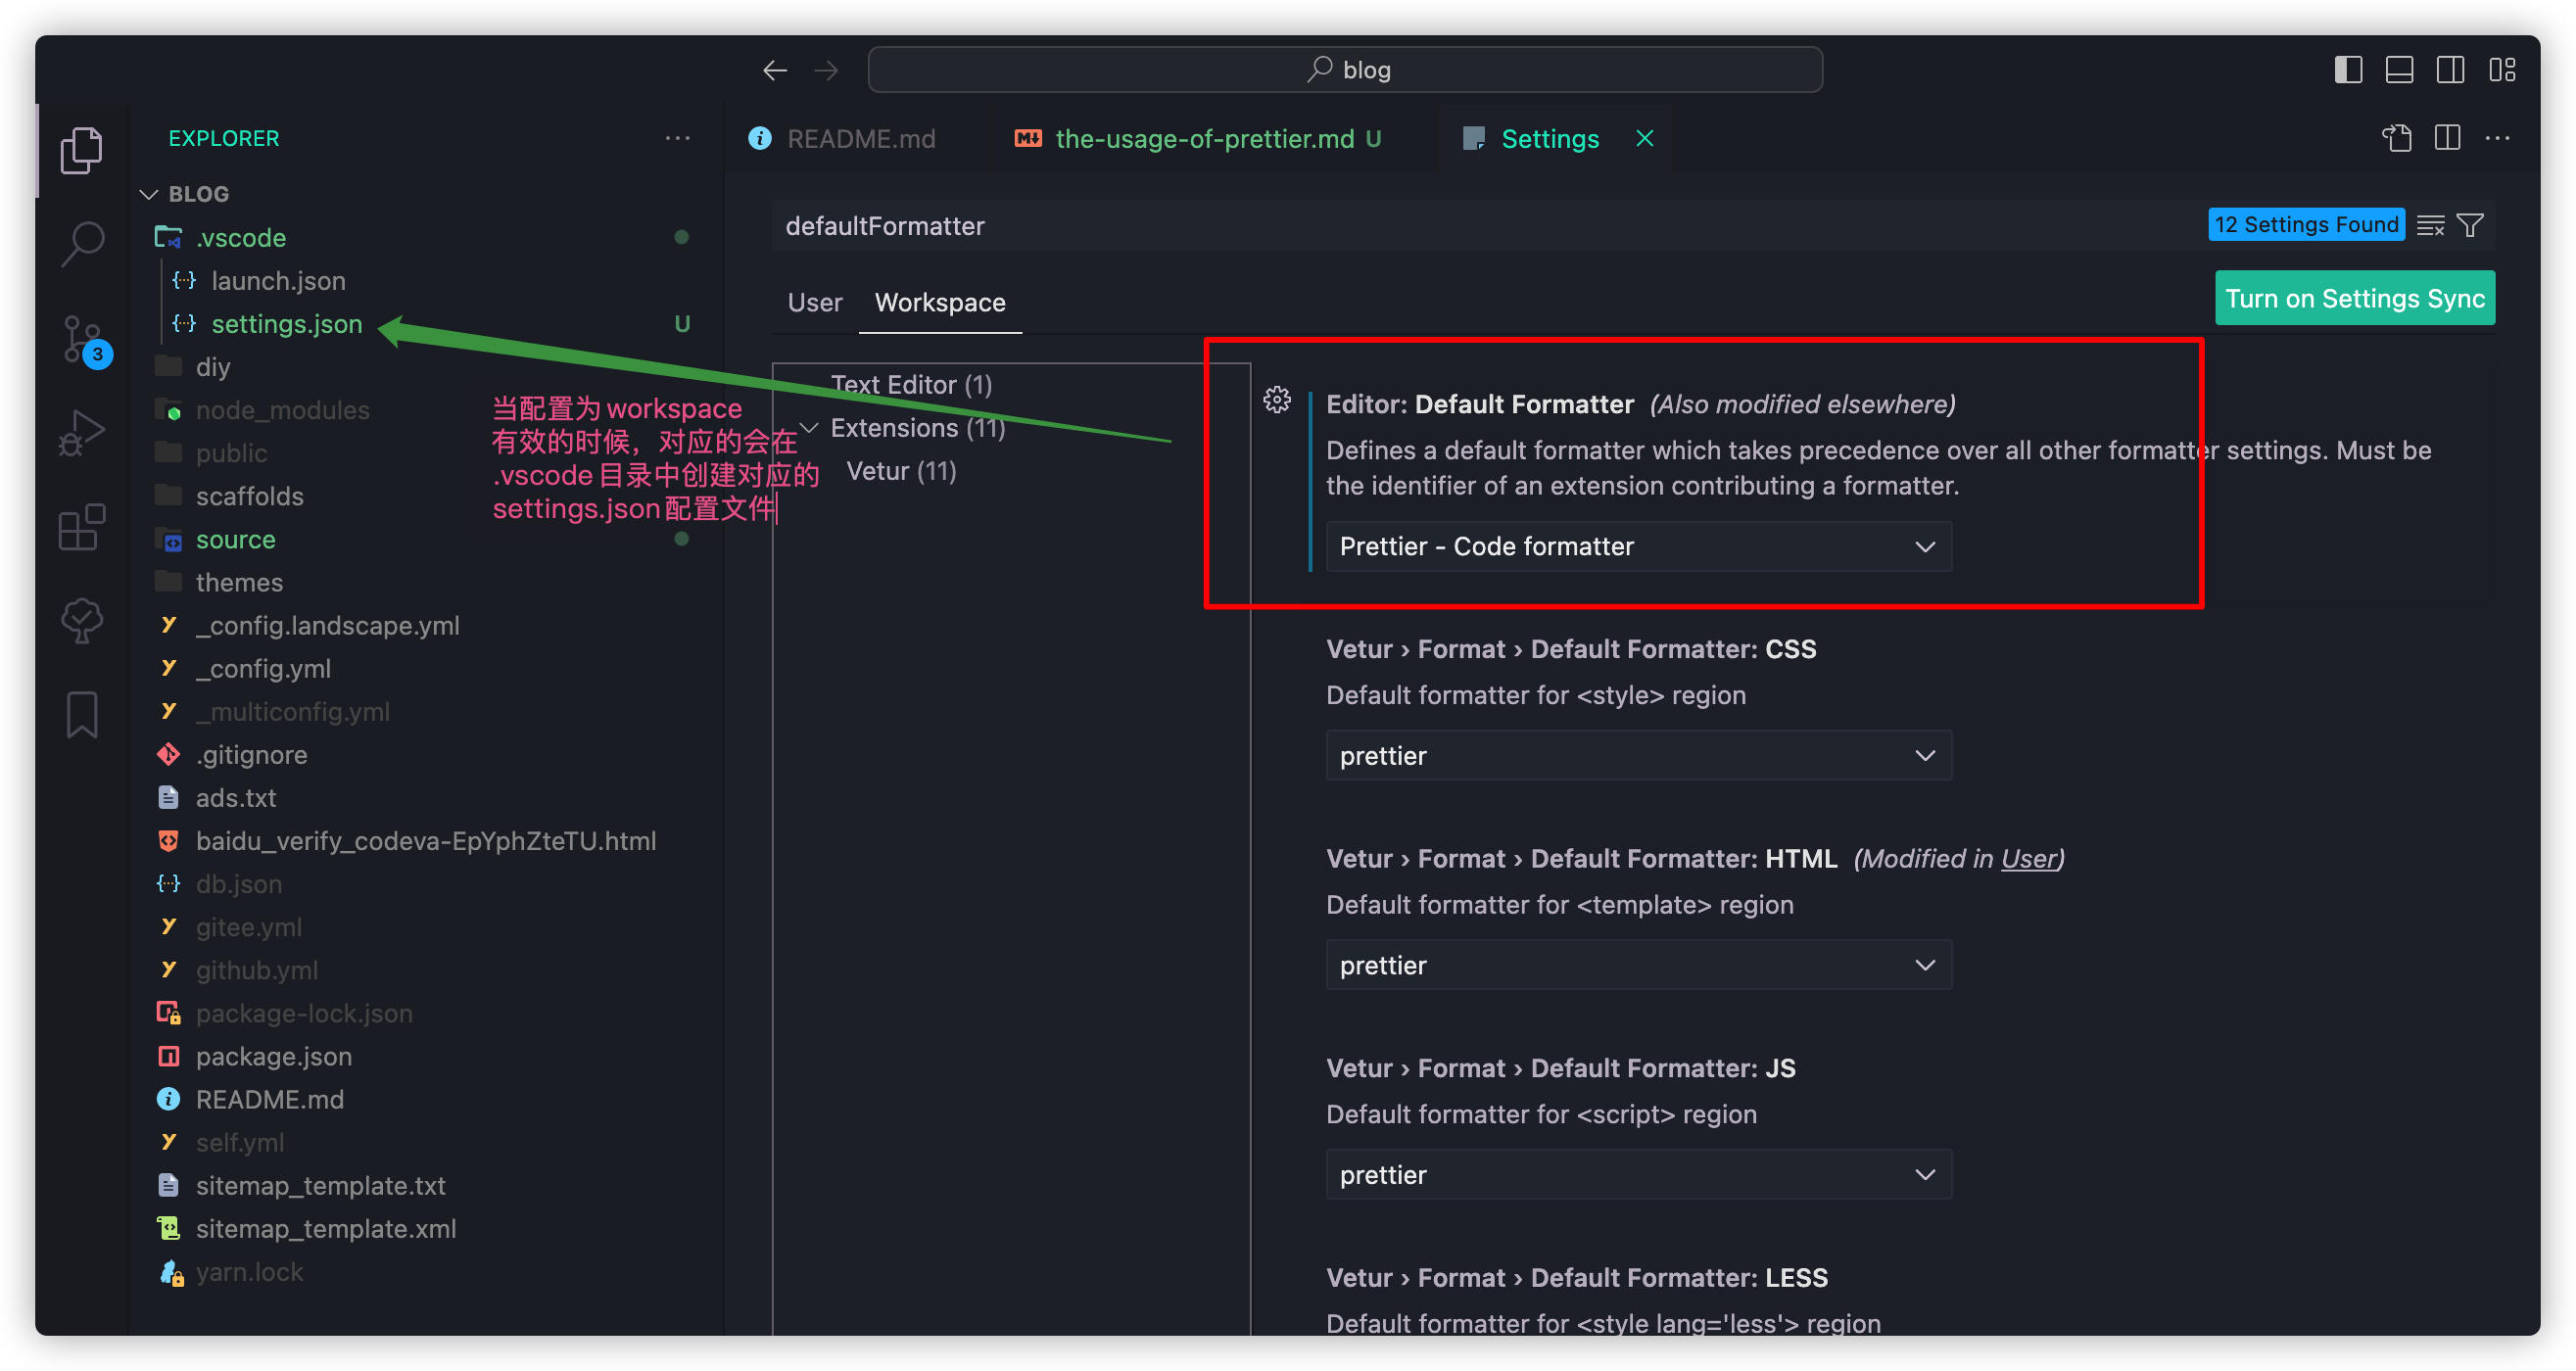 blog
EXPLORER
README.md
the-usage-of-prettier.md U
Settings
BLOG
.vscode
launch.json
settings.json U
diy
node_modules
public
scaffolds
source
themes
_config.landscape.yml
_config.yml
_multiconfig.yml
.gitignore
ads.txt
baidu_verify_codeva-EpYphZteTU.html
db.json
gitee.yml
github.yml
package-lock.json
package.json
README.md
self.yml
sitemap_template.txt
sitemap_template.xml
yarn.lock
3
当配置为 workspace
有效的时候，对应的会在
.vscode 目录中创建对应的
settings.json 配置文件
defaultFormatter
12 Settings Found
User
Workspace
Turn on Settings Sync
Text Editor (1)
Extensions (11)
Vetur (11)
Editor: Default Formatter (Also modified elsewhere)
Defines a default formatter which takes precedence over all other formatter settings. Must be
the identifier of an extension contributing a formatter.
Prettier - Code formatter
Vetur › Format › Default Formatter: CSS
Default formatter for <style> region
prettier
Vetur › Format › Default Formatter: HTML (Modified in User)
Default formatter for <template> region
prettier
Vetur › Format › Default Formatter: JS
Default formatter for <script> region
prettier
Vetur › Format › Default Formatter: LESS
Default formatter for <style lang='less'> region